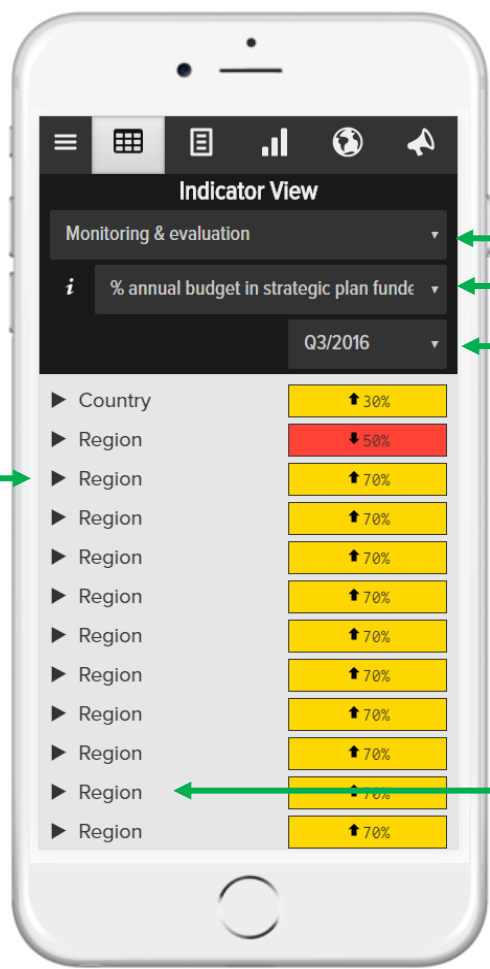 Indicator View
Monitoring & evaluation
i % annual budget in strategic plan funde
Q3/2016
Country 30%
Region 50%
Region 70%
Region 70%
Region 70%
Region 70%
Region 70%
Region 70%
Region 70%
Region 70%
Region 70%
Region 70%